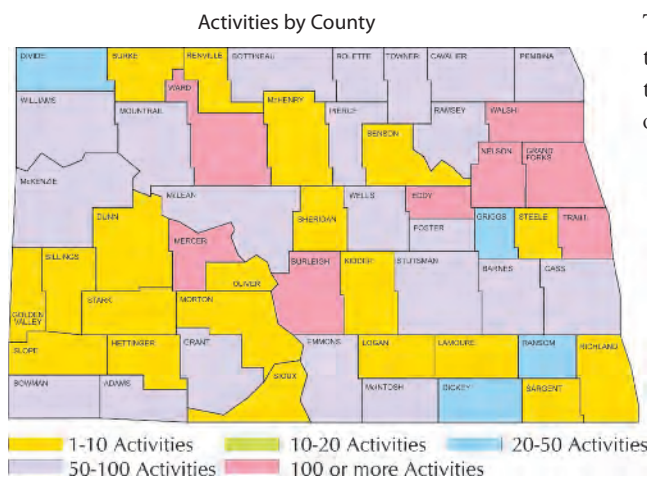 Activities by County
DIVIDE
BURKE
RENVILLE
BOTTINEAU
ROLETTE
TOWNER
CAVALIER
PEMBINA
WARD
WILLIAMS
MOUNTRAIL
McHENRY
PIERCE
RAMSEY
WALSH
BENSON
NELSON
GRAND
FORKS
McKENZIE
McLEAN
WELLS
EDDY
DUNN
SHERIDAN
FOSTER
GRIGGS
STEELE
TRAILL
MERCER
BILLINGS
BURLEIGH
KIDDER
STUTSMAN
BARNES
CASS
OLIVER
STARK
MORTON
GOLDEN
VALLEY
SLOPE
HETTINGER
GRANT
EMMONS
LOGAN
LAMOURE
RANSOM
RICHLAND
SIOUX
BOWMAN
ADAMS
McINTOSH
DICKEY
SARGENT
1-10 Activities 10-20 Activities 20-50 Activities
50-100 Activities 100 or more Activities